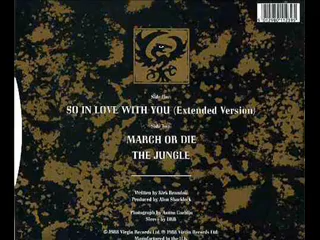 Side One
SO IN LOVE WITH YOU (Extended Version)
Side Two
MARCH OR DIE
THE JUNGLE
Written by Kirk Brandon
Produced by Alan Shacklock
Photograph by Anton Corbijn
Sleeve by DKB
℗ 1988 Virgin Records Ltd. © 1988 Virgin Records Ltd.
Manufactured in the U.K.